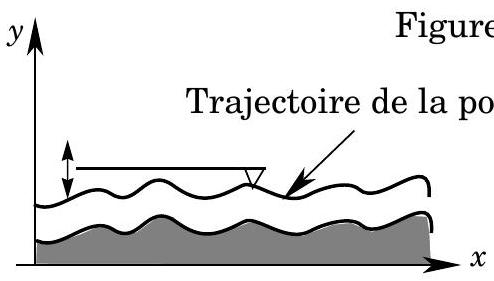 Figure
y
Trajectoire de la po
x